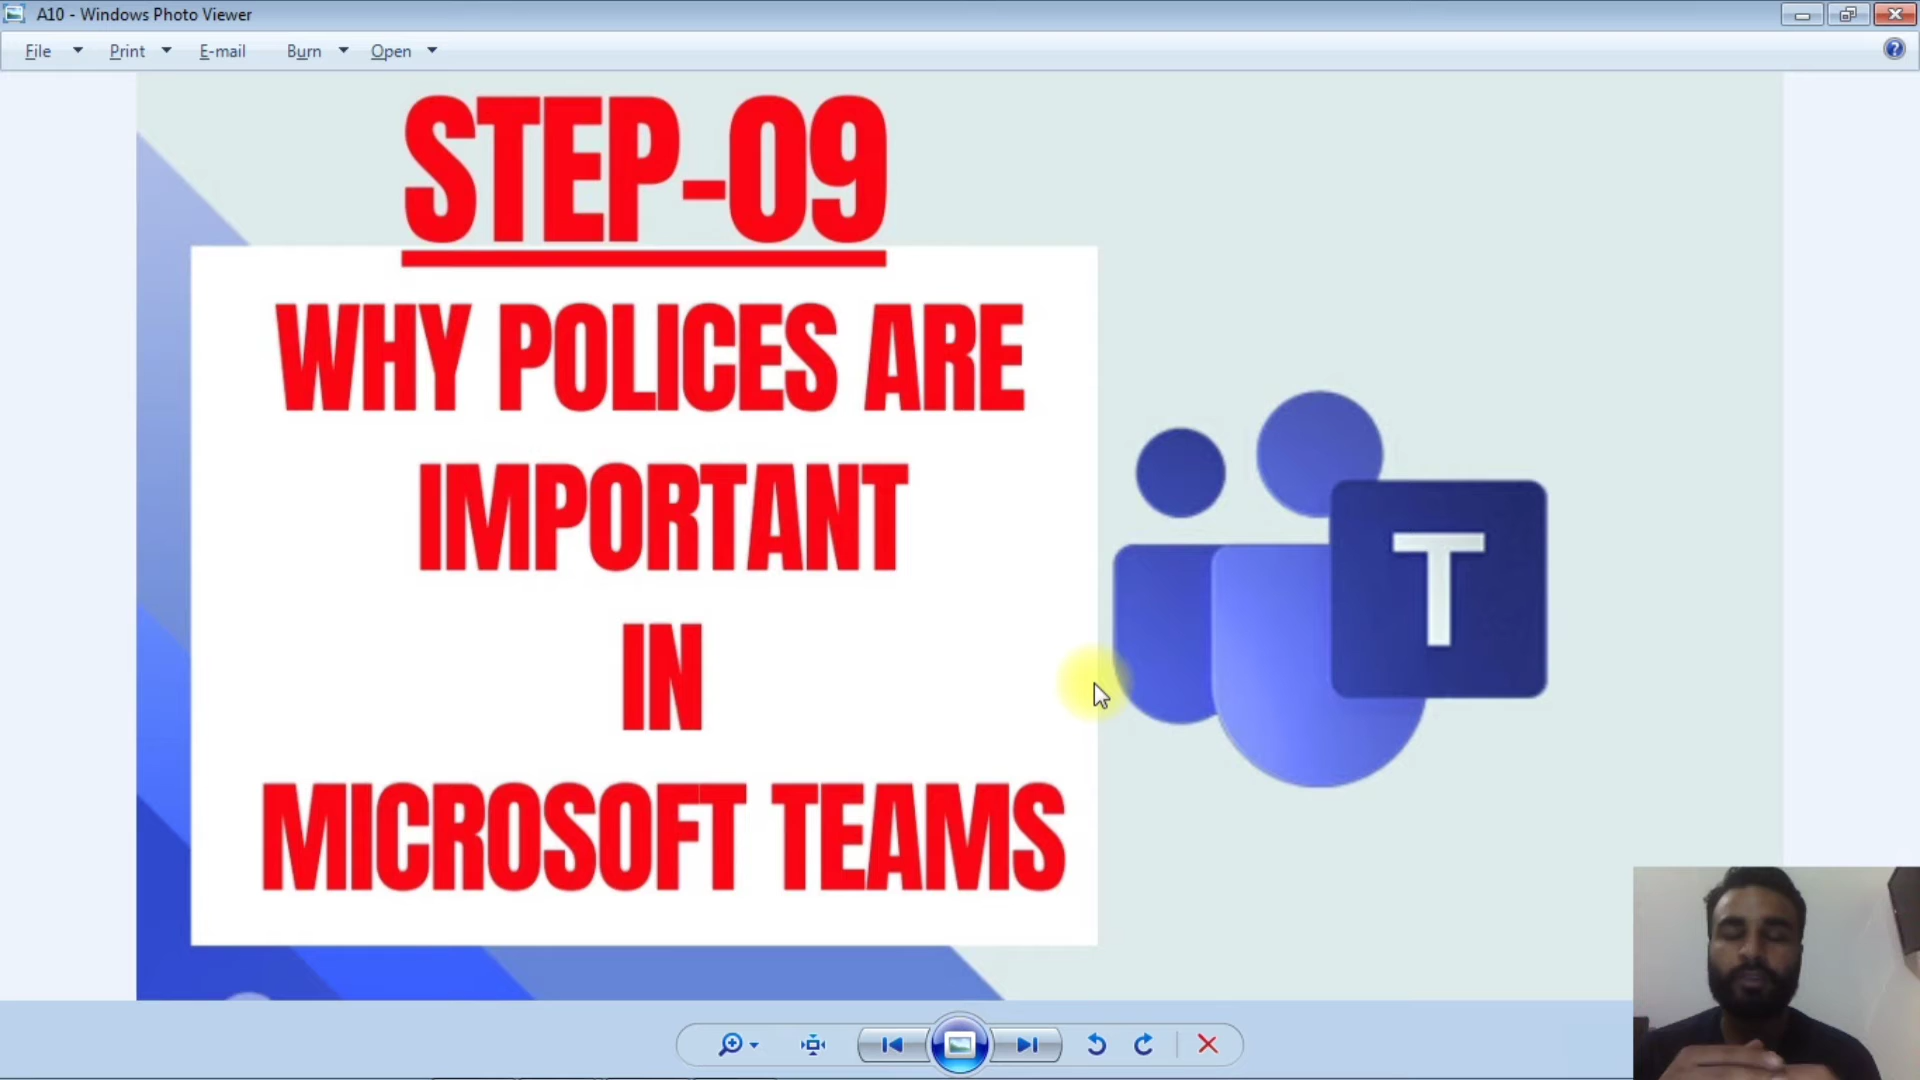 A10 - Windows Photo Viewer
File Print E-mail Burn Open
STEP-09
WHY POLICES ARE
IMPORTANT
IN
MICROSOFT TEAMS
T